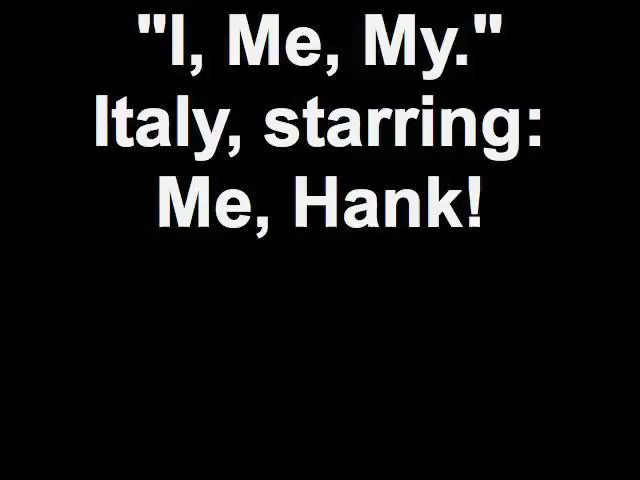 "I, Me, My."
Italy, starring:
Me, Hank!